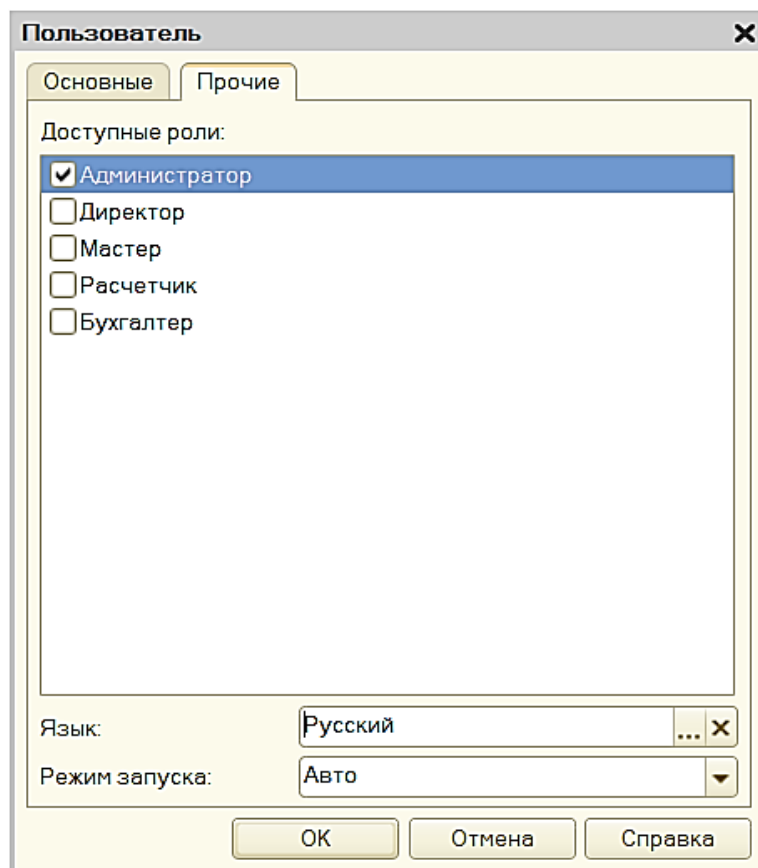 Пользователь
Основные Прочие
Доступные роли:
Администратор
Директор
Мастер
Расчетчик
Бухгалтер
Язык: Русский ...
Режим запуска: Авто
ОК Отмена Справка